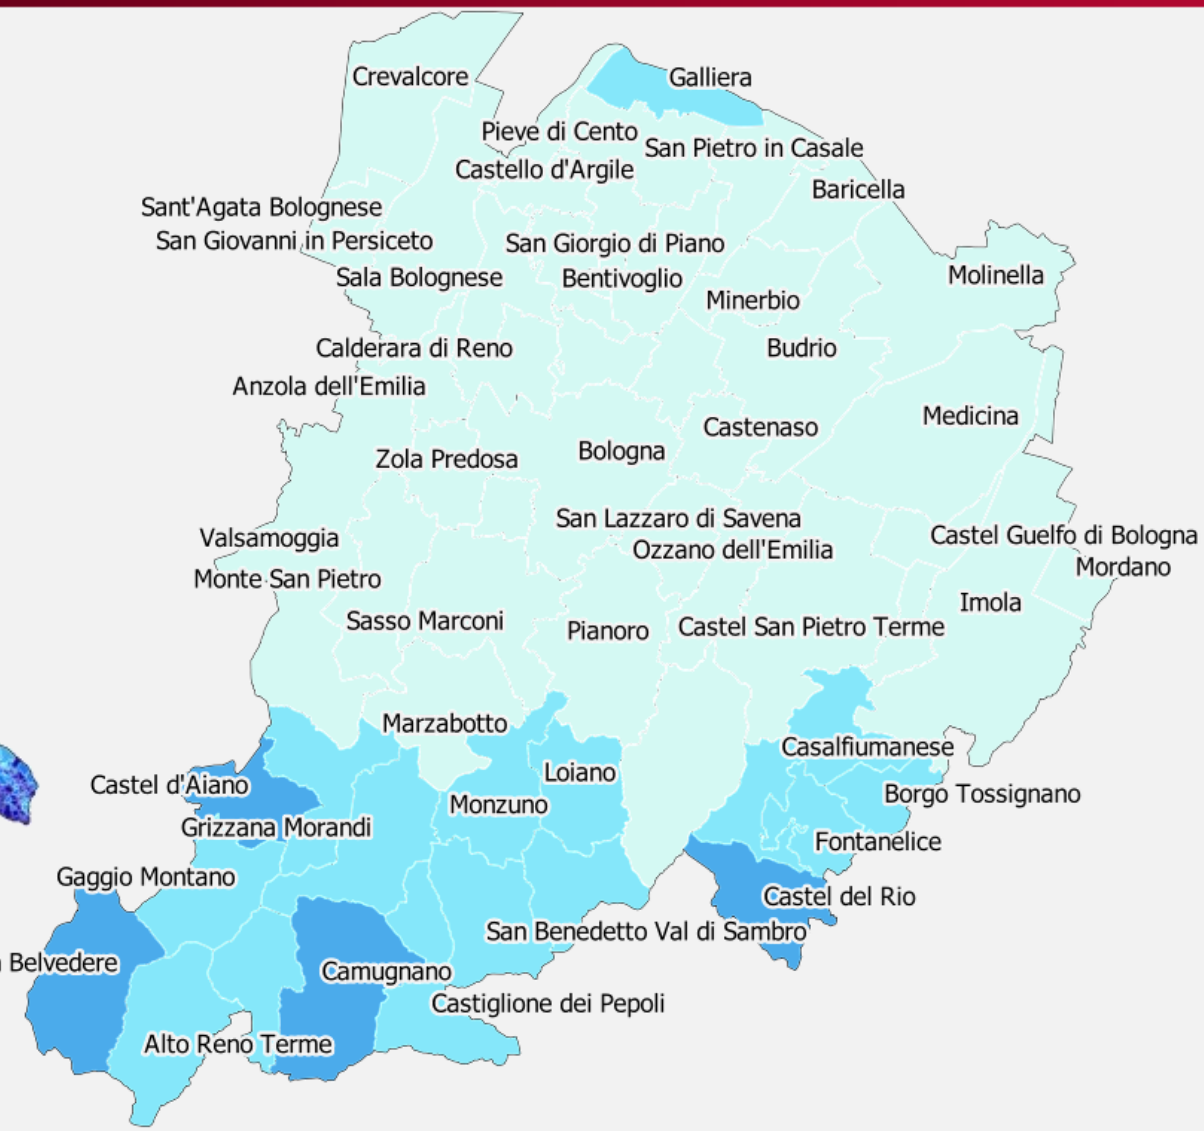 Crevalcore
Galliera
Pieve di Cento
San Pietro in Casale
Castello d'Argile
Baricella
Sant'Agata Bolognese
San Giovanni in Persiceto
San Giorgio di Piano
Sala Bolognese
Bentivoglio
Molinella
Minerbio
Calderara di Reno
Budrio
Anzola dell'Emilia
Medicina
Castenaso
Zola Predosa
Bologna
San Lazzaro di Savena
Valsamoggia
Castel Guelfo di Bologna
Ozzano dell'Emilia
Mordano
Monte San Pietro
Imola
Sasso Marconi
Pianoro
Castel San Pietro Terme
Marzabotto
Casalfiumanese
Loiano
Castel d'Aiano
Borgo Tossignano
Monzuno
Grizzana Morandi
Fontanelice
Gaggio Montano
Castel del Rio
San Benedetto Val di Sambro
Belvedere
Camugnano
Castiglione dei Pepoli
Alto Reno Terme